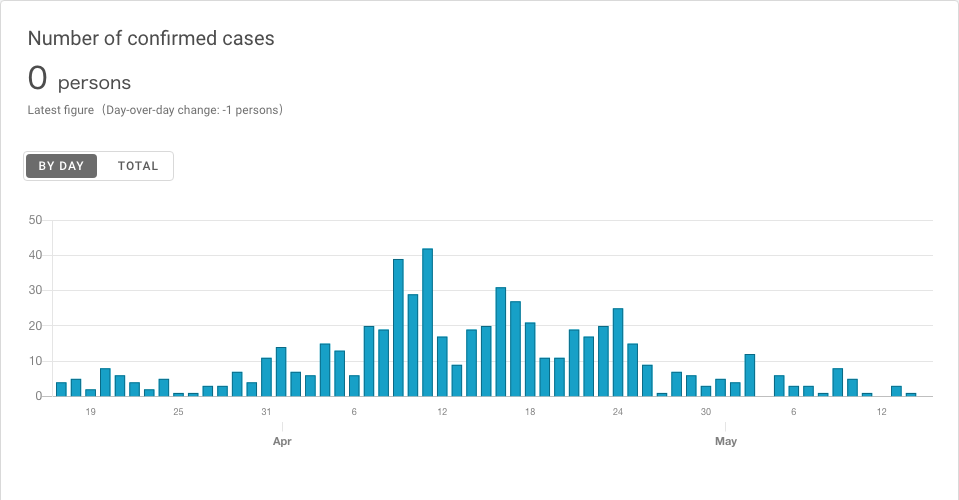 Number of confirmed cases
0 persons
Latest figure (Day-over-day change: -1 persons)
BY DAY TOTAL
50
40
30
20
10
0
19 25 31 6 12 18 24 30 6 12
Apr May